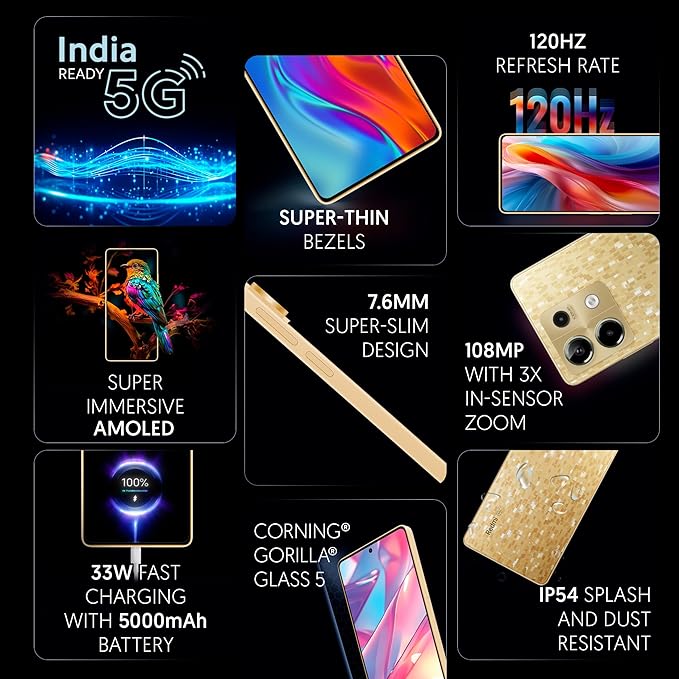 India
READY 5G
SUPER-THIN
BEZELS
120HZ
REFRESH RATE
120Hz
SUPER
IMMERSIVE
AMOLED
7.6MM
SUPER-SLIM
DESIGN
108MP
WITH 3X
IN-SENSOR
ZOOM
100%
33W FAST
CHARGING
WITH 5000mAh
BATTERY
CORNING®
GORILLA®
GLASS 5
Redmi
IP54 SPLASH
AND DUST
RESISTANT